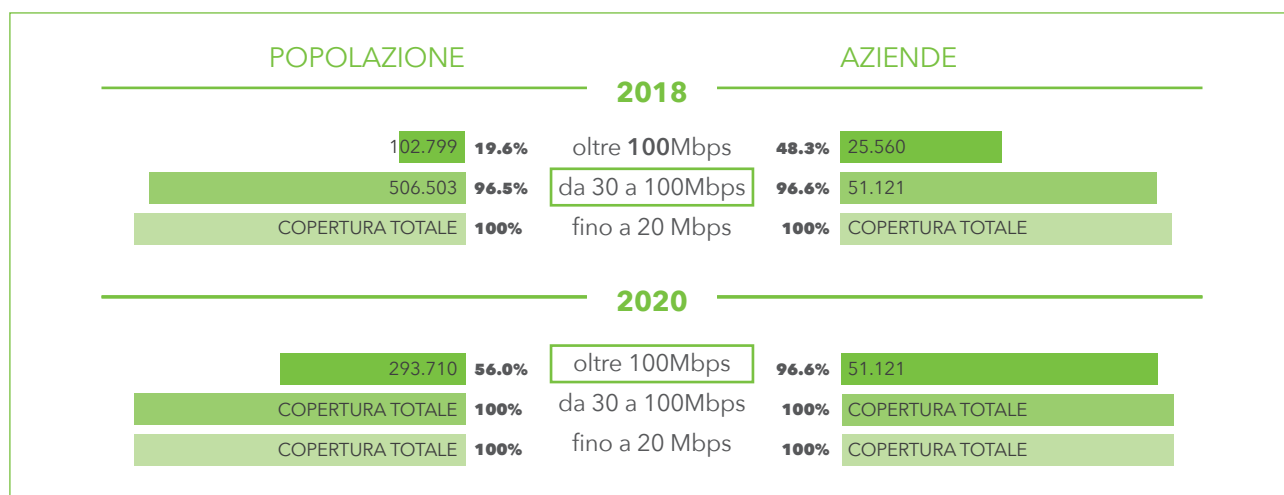 POPOLAZIONE AZIENDE
2018
102.799 19.6% oltre 100Mbps 48.3% 25.560
506.503 96.5% da 30 a 100Mbps 96.6% 51.121
COPERTURA TOTALE 100% fino a 20 Mbps 100% COPERTURA TOTALE
2020
293.710 56.0% oltre 100Mbps 96.6% 51.121
COPERTURA TOTALE 100% da 30 a 100Mbps 100% COPERTURA TOTALE
COPERTURA TOTALE 100% fino a 20 Mbps 100% COPERTURA TOTALE